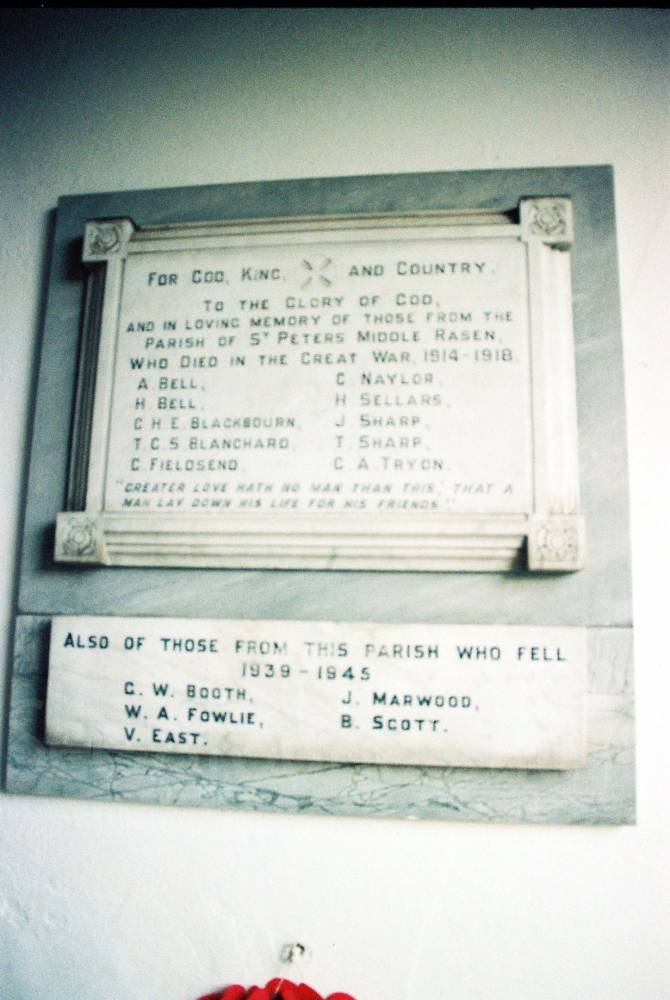 FOR GOD, KING, AND COUNTRY.
TO THE GLORY OF GOD,
AND IN LOVING MEMORY OF THOSE FROM THE
PARISH OF ST PETERS MIDDLE RASEN,
WHO DIED IN THE GREAT WAR, 1914-1918.
A. BELL, C. NAYLOR,
H. BELL, H. SELLARS,
C. H. E. BLACKBOURN, J. SHARP,
T. C. S. BLANCHARD, T. SHARP,
C. FIELDSEND, C. A. TRYON.
"GREATER LOVE HATH NO MAN THAN THIS, THAT A
MAN LAY DOWN HIS LIFE FOR HIS FRIENDS"
ALSO OF THOSE FROM THIS PARISH WHO FELL
1939-1945
C. W. BOOTH, J. MARWOOD,
W. A. FOWLIE, B. SCOTT.
V. EAST.